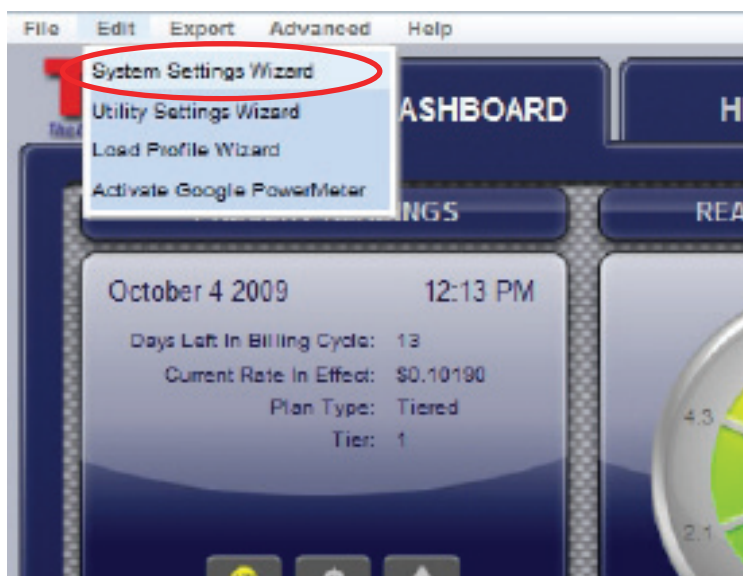 File Edit Export Advanced Help
System Settings Wizard
Utility Settings Wizard
Load Profile Wizard
Activate Google PowerMeter
ASHBOARD
H
NGS
REA
October 4 2009 12:13 PM
Days Left In Billing Cycle: 13
Current Rate In Effect: $0.10190
Plan Type: Tiered
Tier: 1
4.3
2.1